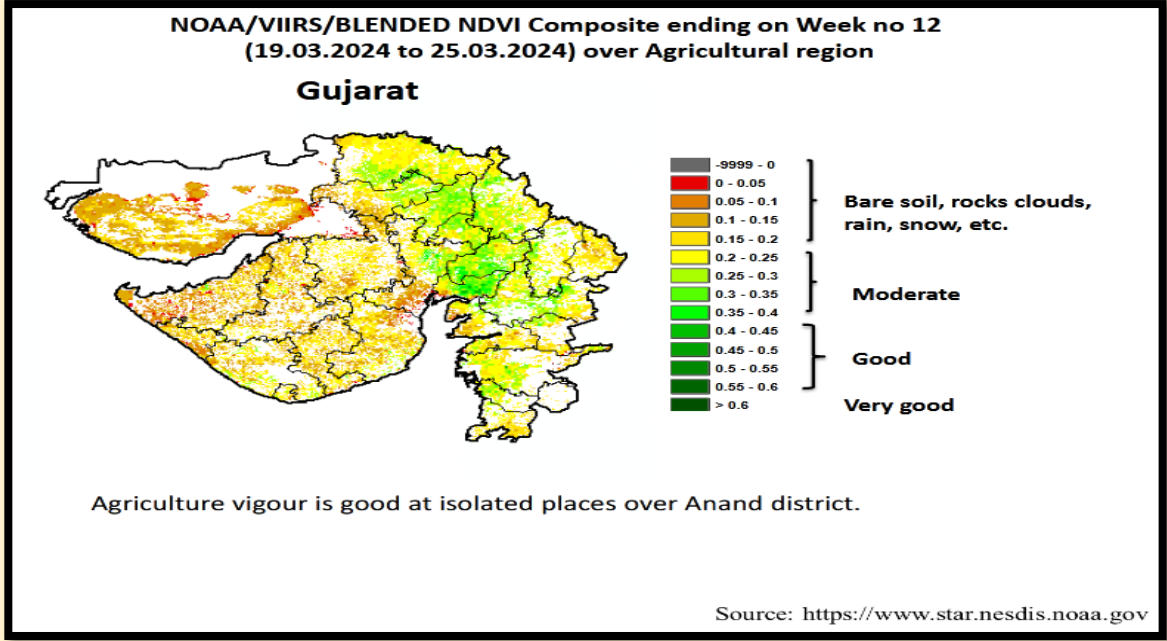 NOAA/VIIRS/BLENDED NDVI Composite ending on Week no 12
(19.03.2024 to 25.03.2024) over Agricultural region
Gujarat
-9999 - 0
0 - 0.05
0.05 - 0.1
0.1 - 0.15
0.15 - 0.2
Bare soil, rocks clouds,
rain, snow, etc.
0.2 - 0.25
0.25 - 0.3
0.3 - 0.35
0.35 - 0.4
Moderate
0.4 - 0.45
0.45 - 0.5
0.5 - 0.55
0.55 - 0.6
Good
> 0.6
Very good
Agriculture vigour is good at isolated places over Anand district.
Source: https://www.star.nesdis.noaa.gov